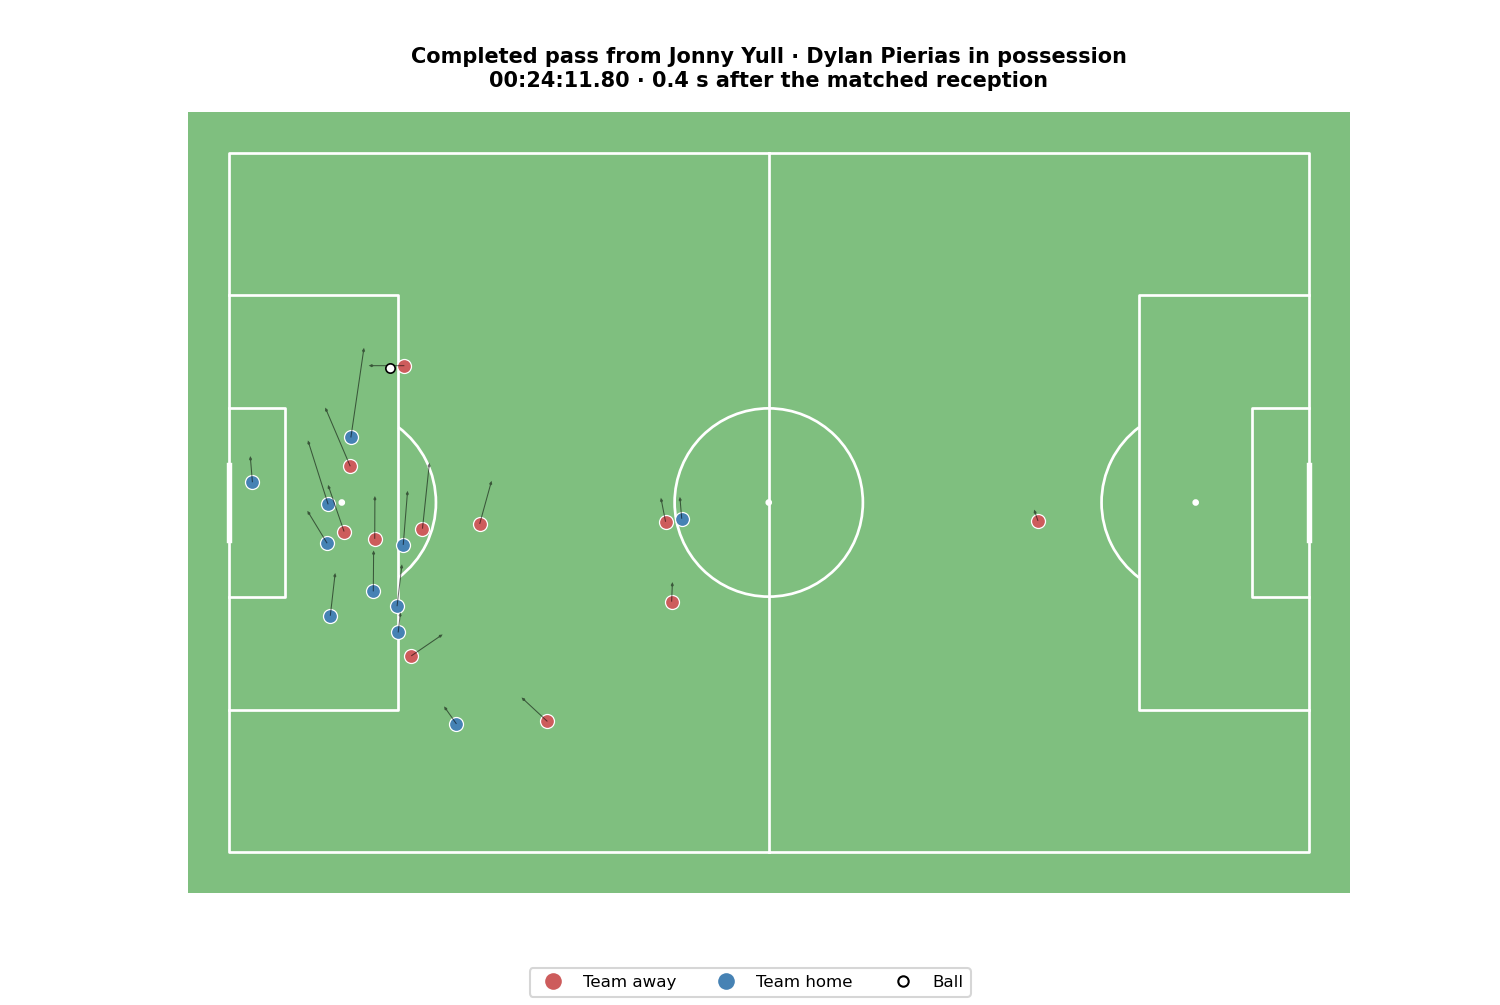 Completed pass from Jonny Yull · Dylan Pierias in possession
00:24:11.80 · 0.4 s after the matched reception
Team away
Team home
Ball